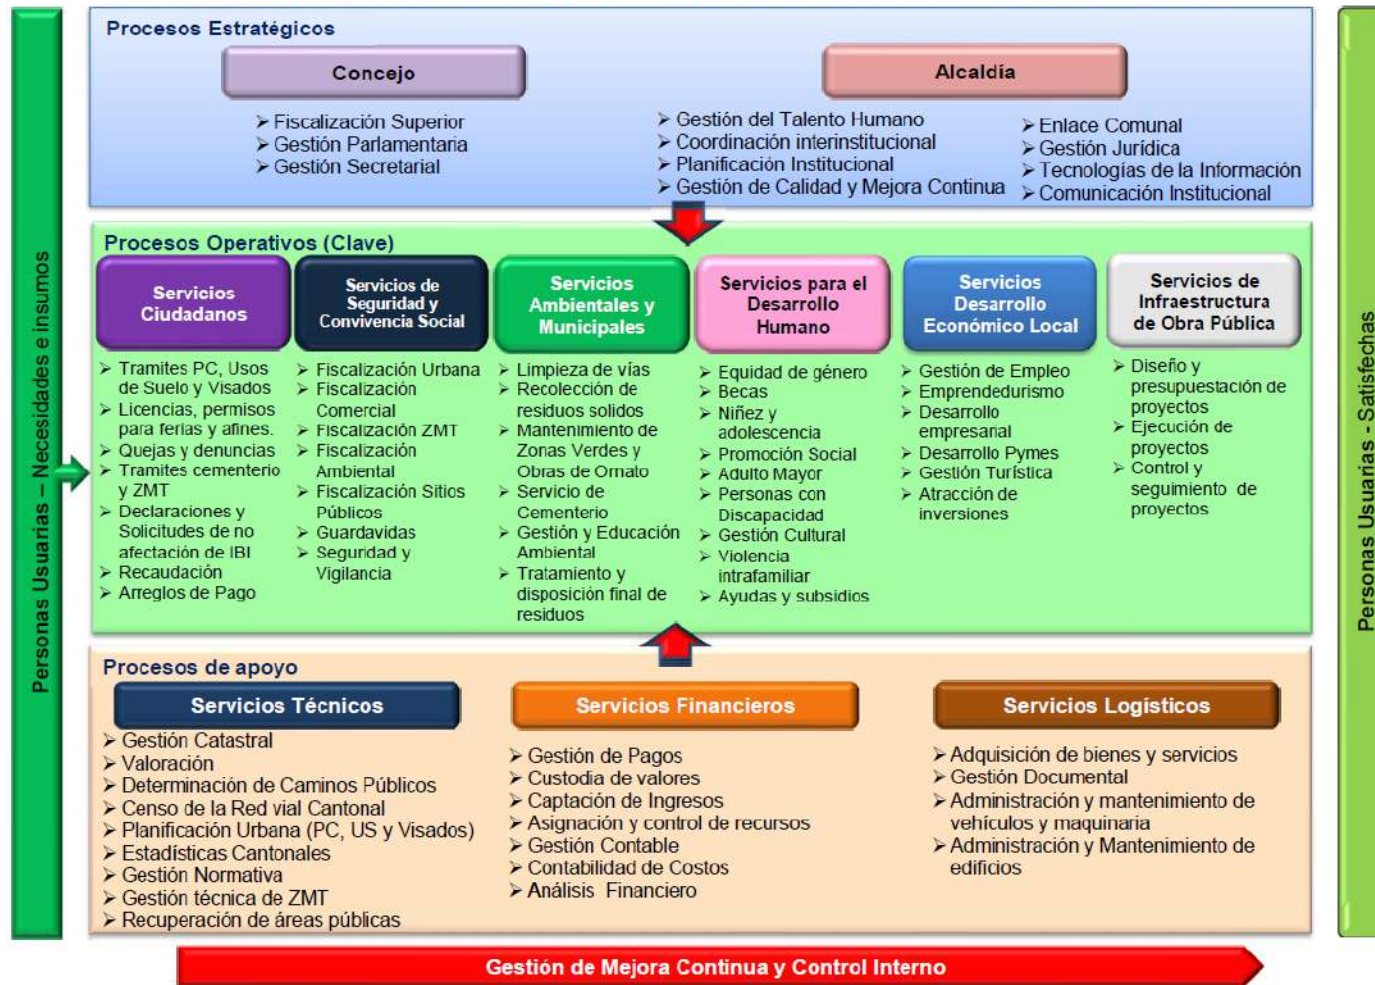 Personas Usuarias – Necesidades e insumos
Procesos Estratégicos
Concejo
➢ Fiscalización Superior
➢ Gestión Parlamentaria
➢ Gestión Secretarial
Alcaldía
➢ Gestión del Talento Humano
➢ Coordinación interinstitucional
➢ Planificación Institucional
➢ Gestión de Calidad y Mejora Continua
➢ Enlace Comunal
➢ Gestión Jurídica
➢ Tecnologías de la Información
➢ Comunicación Institucional
Procesos Operativos (Clave)
Servicios
Ciudadanos
➢ Tramites PC, Usos
de Suelo y Visados
➢ Licencias, permisos
para ferias y afines.
➢ Quejas y denuncias
➢ Tramites cementerio
y ZMT
➢ Declaraciones y
Solicitudes de no
afectación de IBI
➢ Recaudación
➢ Arreglos de Pago
Servicios de
Seguridad y
Convivencia Social
➢ Fiscalización Urbana
➢ Fiscalización
Comercial
➢ Fiscalización ZMT
➢ Fiscalización
Ambiental
➢ Fiscalización Sitios
Públicos
➢ Guardavidas
➢ Seguridad y
Vigilancia
Servicios
Ambientales y
Municipales
➢ Limpieza de vías
➢ Recolección de
residuos solidos
➢ Mantenimiento de
Zonas Verdes y
Obras de Ornato
➢ Servicio de
Cementerio
➢ Gestión y Educación
Ambiental
➢ Tratamiento y
disposición final de
residuos
Servicios para el
Desarrollo
Humano
➢ Equidad de género
➢ Becas
➢ Niñez y
adolescencia
➢ Promoción Social
➢ Adulto Mayor
➢ Personas con
Discapacidad
➢ Gestión Cultural
➢ Violencia
intrafamiliar
➢ Ayudas y subsidios
Servicios
Desarrollo
Económico Local
➢ Gestión de Empleo
➢ Emprendedurismo
➢ Desarrollo
empresarial
➢ Desarrollo Pymes
➢ Gestión Turística
➢ Atracción de
inversiones
Servicios de
Infraestructura
de Obra Pública
➢ Diseño y
presupuestación de
proyectos
➢ Ejecución de
proyectos
➢ Control y
seguimiento de
proyectos
Procesos de apoyo
Servicios Técnicos
➢ Gestión Catastral
➢ Valoración
➢ Determinación de Caminos Públicos
➢ Censo de la Red vial Cantonal
➢ Planificación Urbana (PC, US y Visados)
➢ Estadísticas Cantonales
➢ Gestión Normativa
➢ Gestión técnica de ZMT
➢ Recuperación de áreas públicas
Servicios Financieros
➢ Gestión de Pagos
➢ Custodia de valores
➢ Captación de Ingresos
➢ Asignación y control de recursos
➢ Gestión Contable
➢ Contabilidad de Costos
➢ Análisis Financiero
Servicios Logísticos
➢ Adquisición de bienes y servicios
➢ Gestión Documental
➢ Administración y mantenimiento de
vehículos y maquinaria
➢ Administración y Mantenimiento de
edificios
Personas Usuarias - Satisfechas
Gestión de Mejora Continua y Control Interno